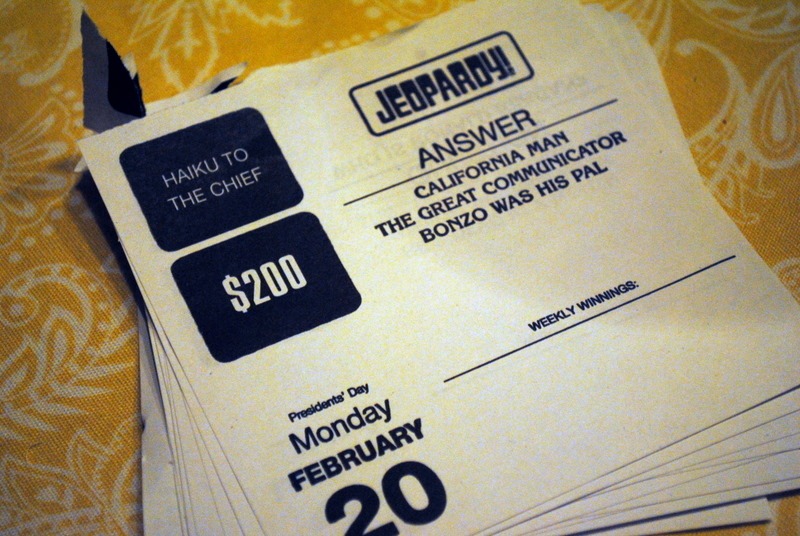 JEOPARDY!
HAIKU TO
THE CHIEF
$200
ANSWER
CALIFORNIA MAN
THE GREAT COMMUNICATOR
BONZO WAS HIS PAL
WEEKLY WINNINGS:
Presidents' Day
Monday
FEBRUARY
20